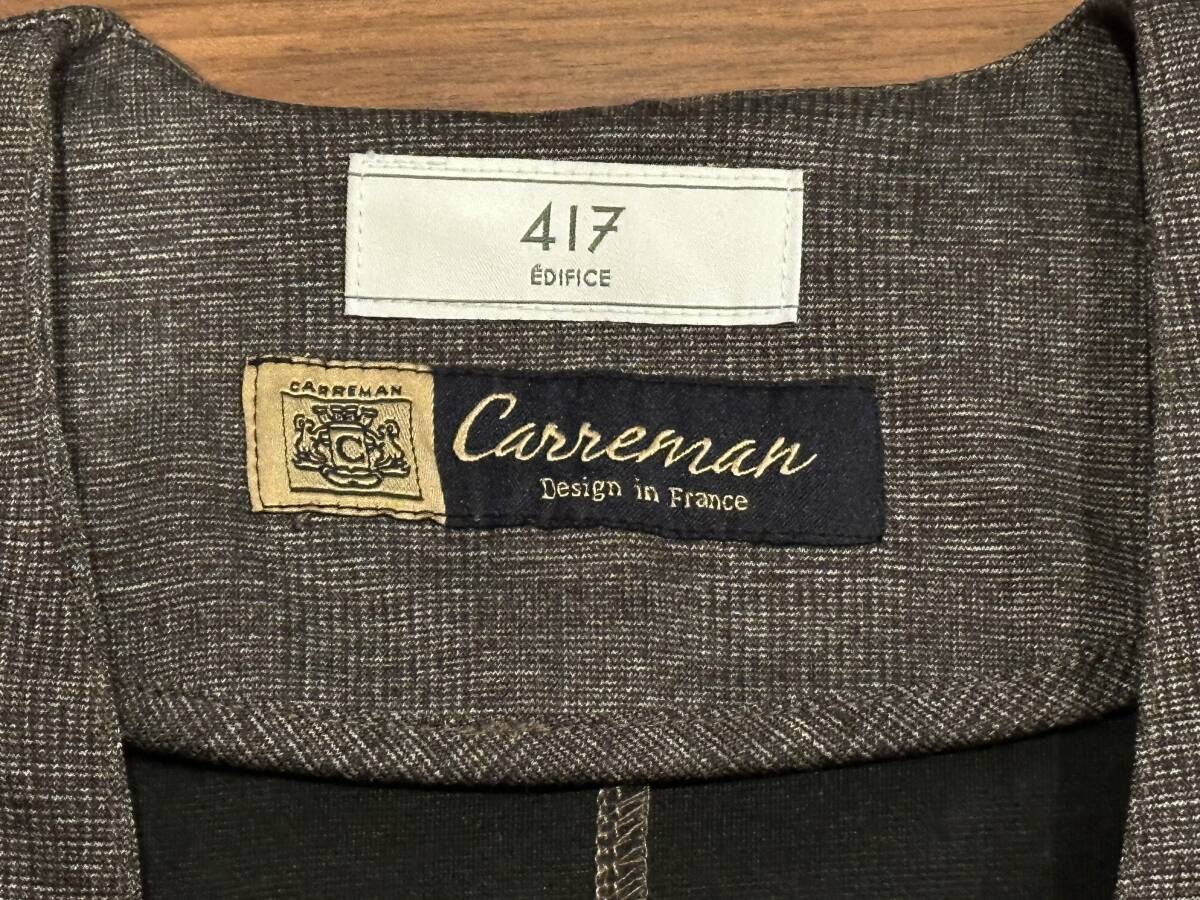 417
ÉDIFICE
CARREMAN
C
Carreman
Design in France